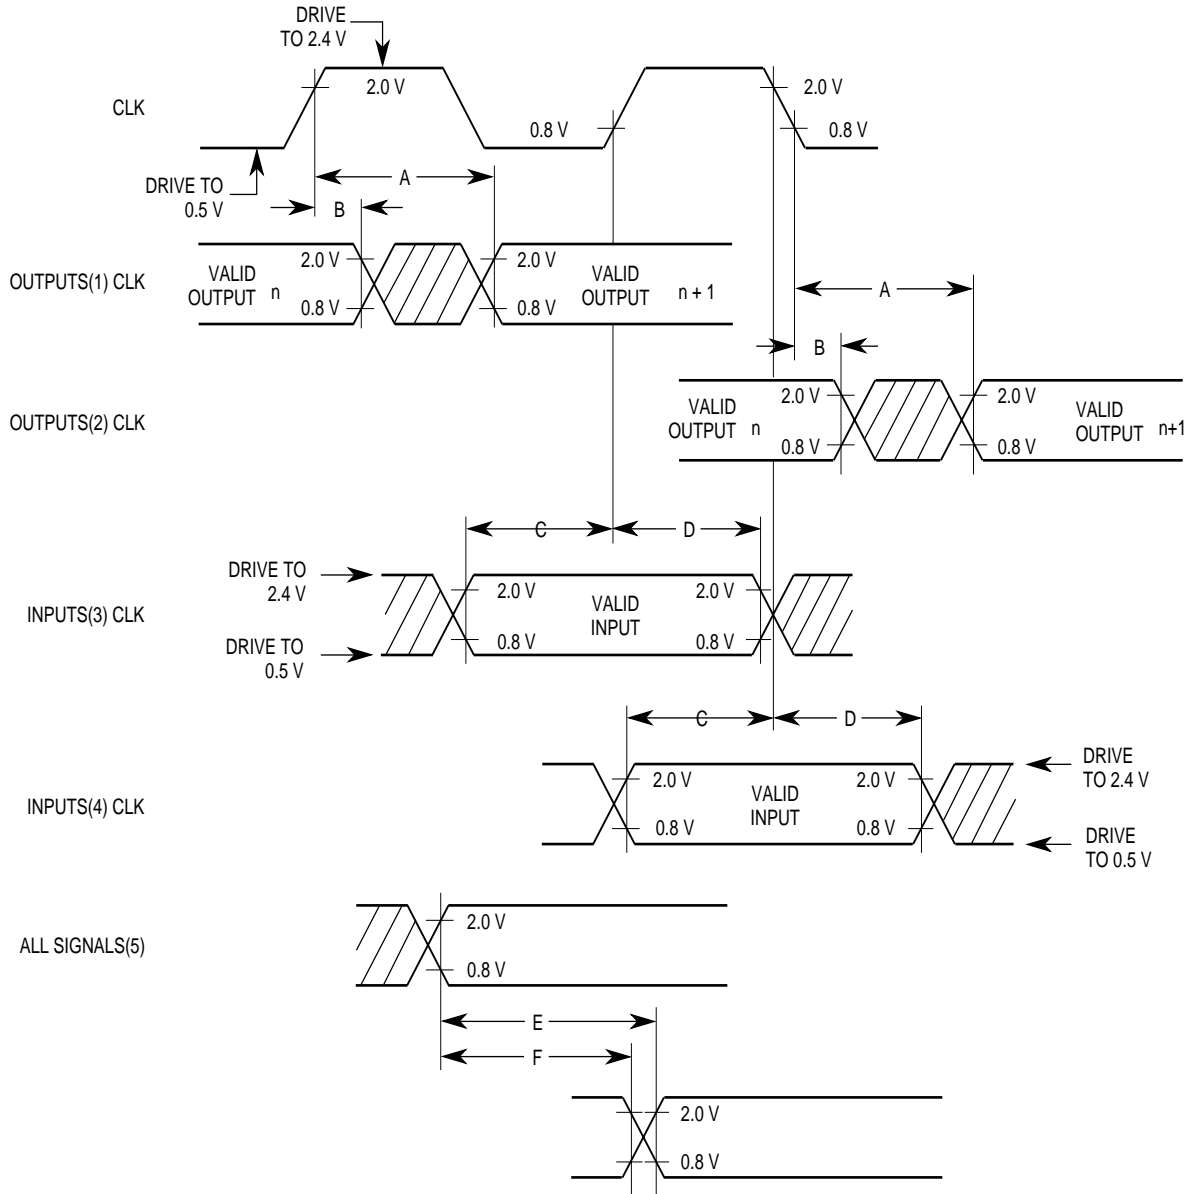 DRIVE
TO 2.4 V
2.0 V
2.0 V
CLK
0.8 V
0.8 V
DRIVE TO
0.5 V
A
B
OUTPUTS(1) CLK
VALID
OUTPUT n
2.0 V
0.8 V
2.0 V
0.8 V
VALID
OUTPUT n + 1
A
B
OUTPUTS(2) CLK
VALID
OUTPUT n
2.0 V
0.8 V
2.0 V
0.8 V
VALID
OUTPUT n+1
C
D
DRIVE TO
2.4 V
INPUTS(3) CLK
2.0 V
0.8 V
VALID
INPUT
2.0 V
0.8 V
DRIVE TO
0.5 V
C
D
INPUTS(4) CLK
2.0 V
0.8 V
VALID
INPUT
2.0 V
0.8 V
DRIVE
TO 2.4 V
DRIVE
TO 0.5 V
ALL SIGNALS(5)
2.0 V
0.8 V
E
F
2.0 V
0.8 V